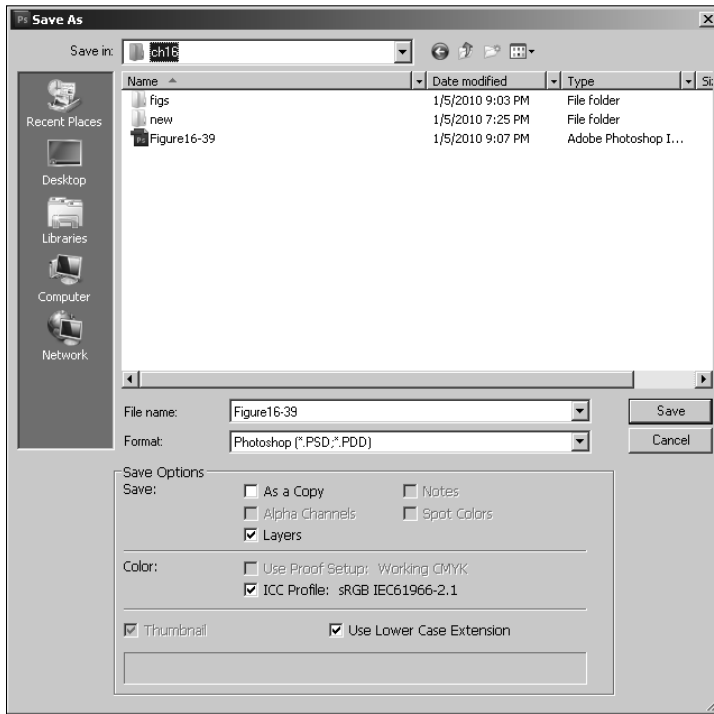 Ps Save As X
Save in: ch16
Name Date modified Type Si
figs 1/5/2010 9:03 PM File folder
new 1/5/2010 7:25 PM File folder
Ps Figure16-39 1/5/2010 9:07 PM Adobe Photoshop I...
Recent Places
Desktop
Libraries
Computer
Network
File name: Figure16-39 Save
Format: Photoshop (*.PSD;*.PDD) Cancel
Save Options
Save: As a Copy Notes
Alpha Channels Spot Colors
Layers
Color: Use Proof Setup: Working CMYK
ICC Profile: sRGB IEC61966-2.1
Thumbnail Use Lower Case Extension